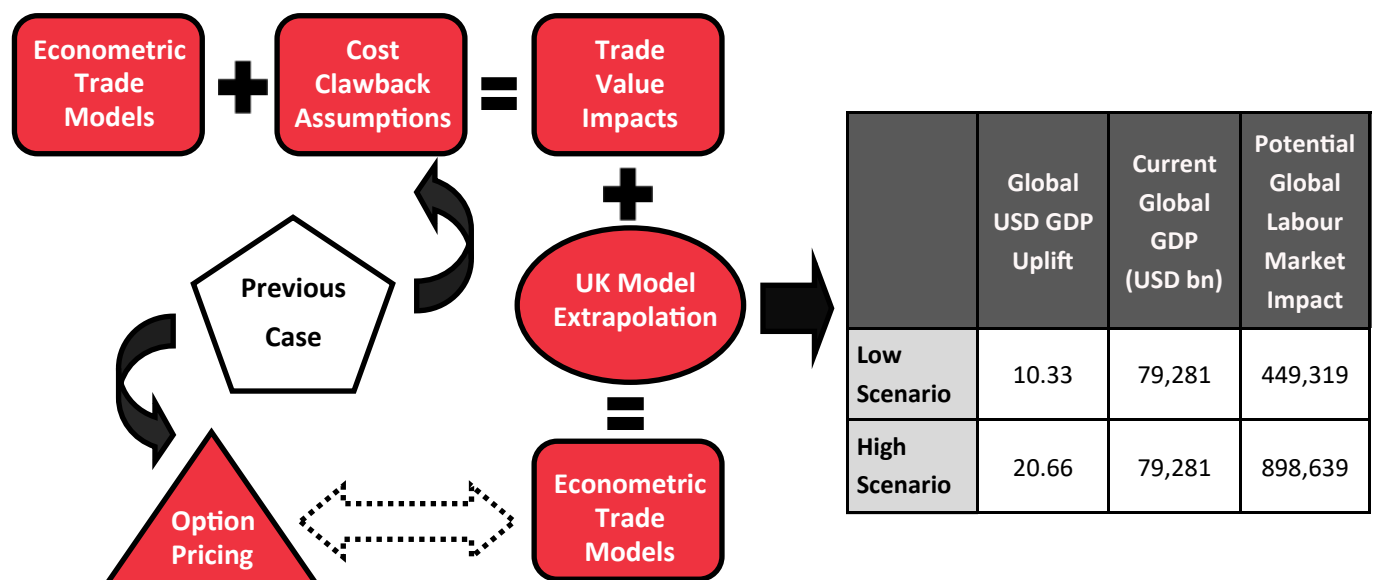 Econometric
Trade
Models
Cost
Clawback
Assumptions
Trade
Value
Impacts
Previous
Case
UK Model
Extrapolation
Option
Pricing
Econometric
Trade
Models
Global
USD GDP
Uplift
Current
Global
GDP
(USD bn)
Potential
Global
Labour
Market
Impact
Low
Scenario
10.33
79,281
449,319
High
Scenario
20.66
79,281
898,639